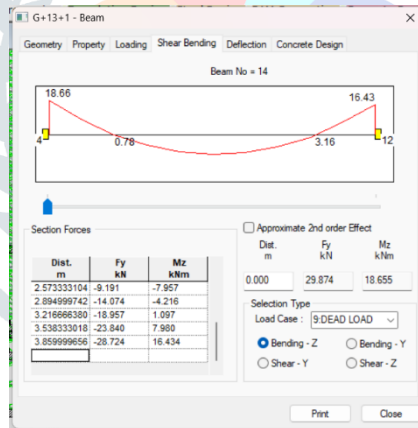 G+13+1 - Beam
Geometry Property Loading Shear Bending Deflection Concrete Design
Beam No = 14
18.66
16.43
4
0.78
3.16
12
Section Forces
Dist.
m
Fy
kN
Mz
kNm
2.573333104 -9.191 -7.957
2.894999742 -14.074 -4.216
3.216666380 -18.957 1.097
3.538333018 -23.840 7.980
3.859999656 -28.724 16.434
Approximate 2nd order Effect
Dist.
m
Fy
kN
Mz
kNm
0.000 29.874 18.655
Selection Type
Load Case : 9:DEAD LOAD
Bending - Z Bending - Y
Shear - Y Shear - Z
Print Close